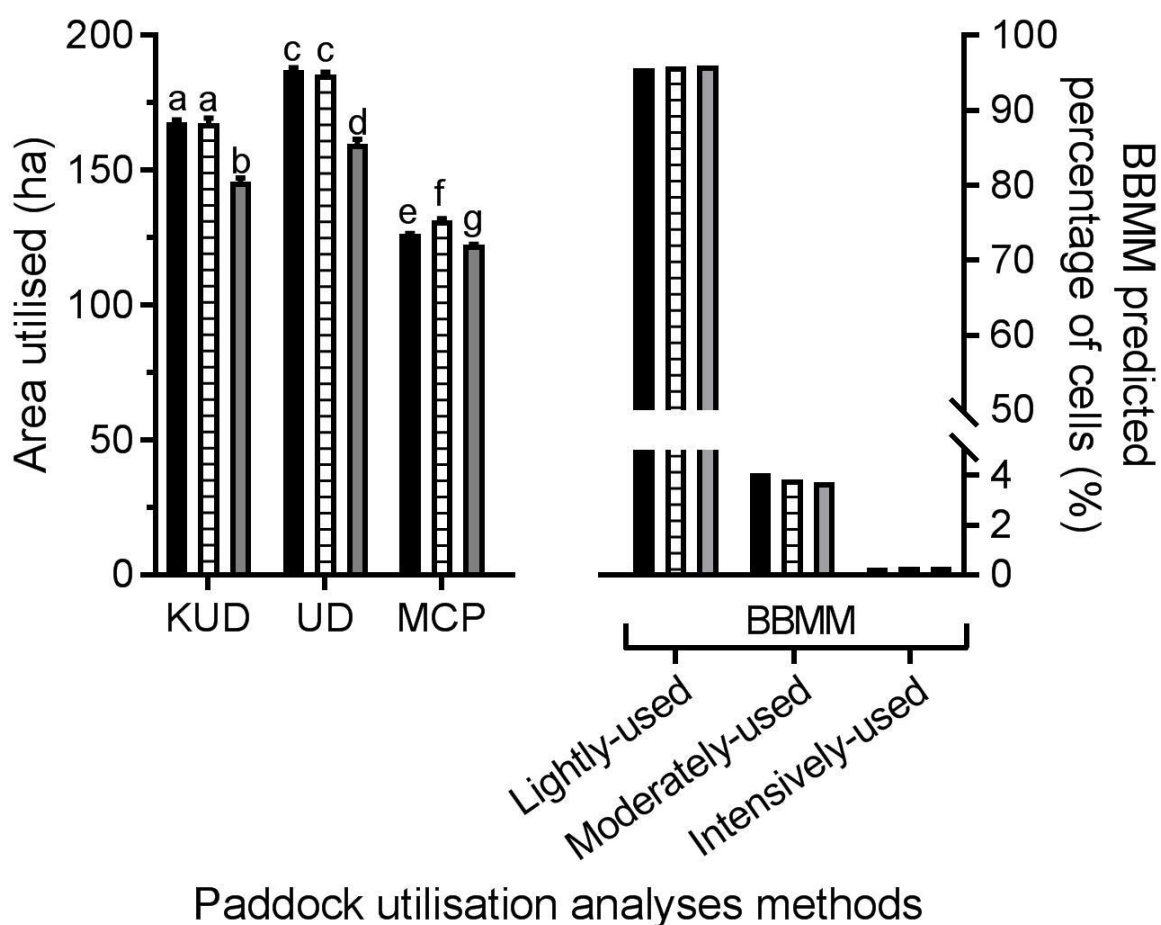 Area utilised (ha)
200
150
100
50
0
a a b
c c d
e f g
KUD UD MCP
100
90
80
70
60
50
4
2
0
BBMM predicted
percentage of cells (%)
BBMM
Lightly-used
Moderately-used
Intensively-used
Paddock utilisation analyses methods